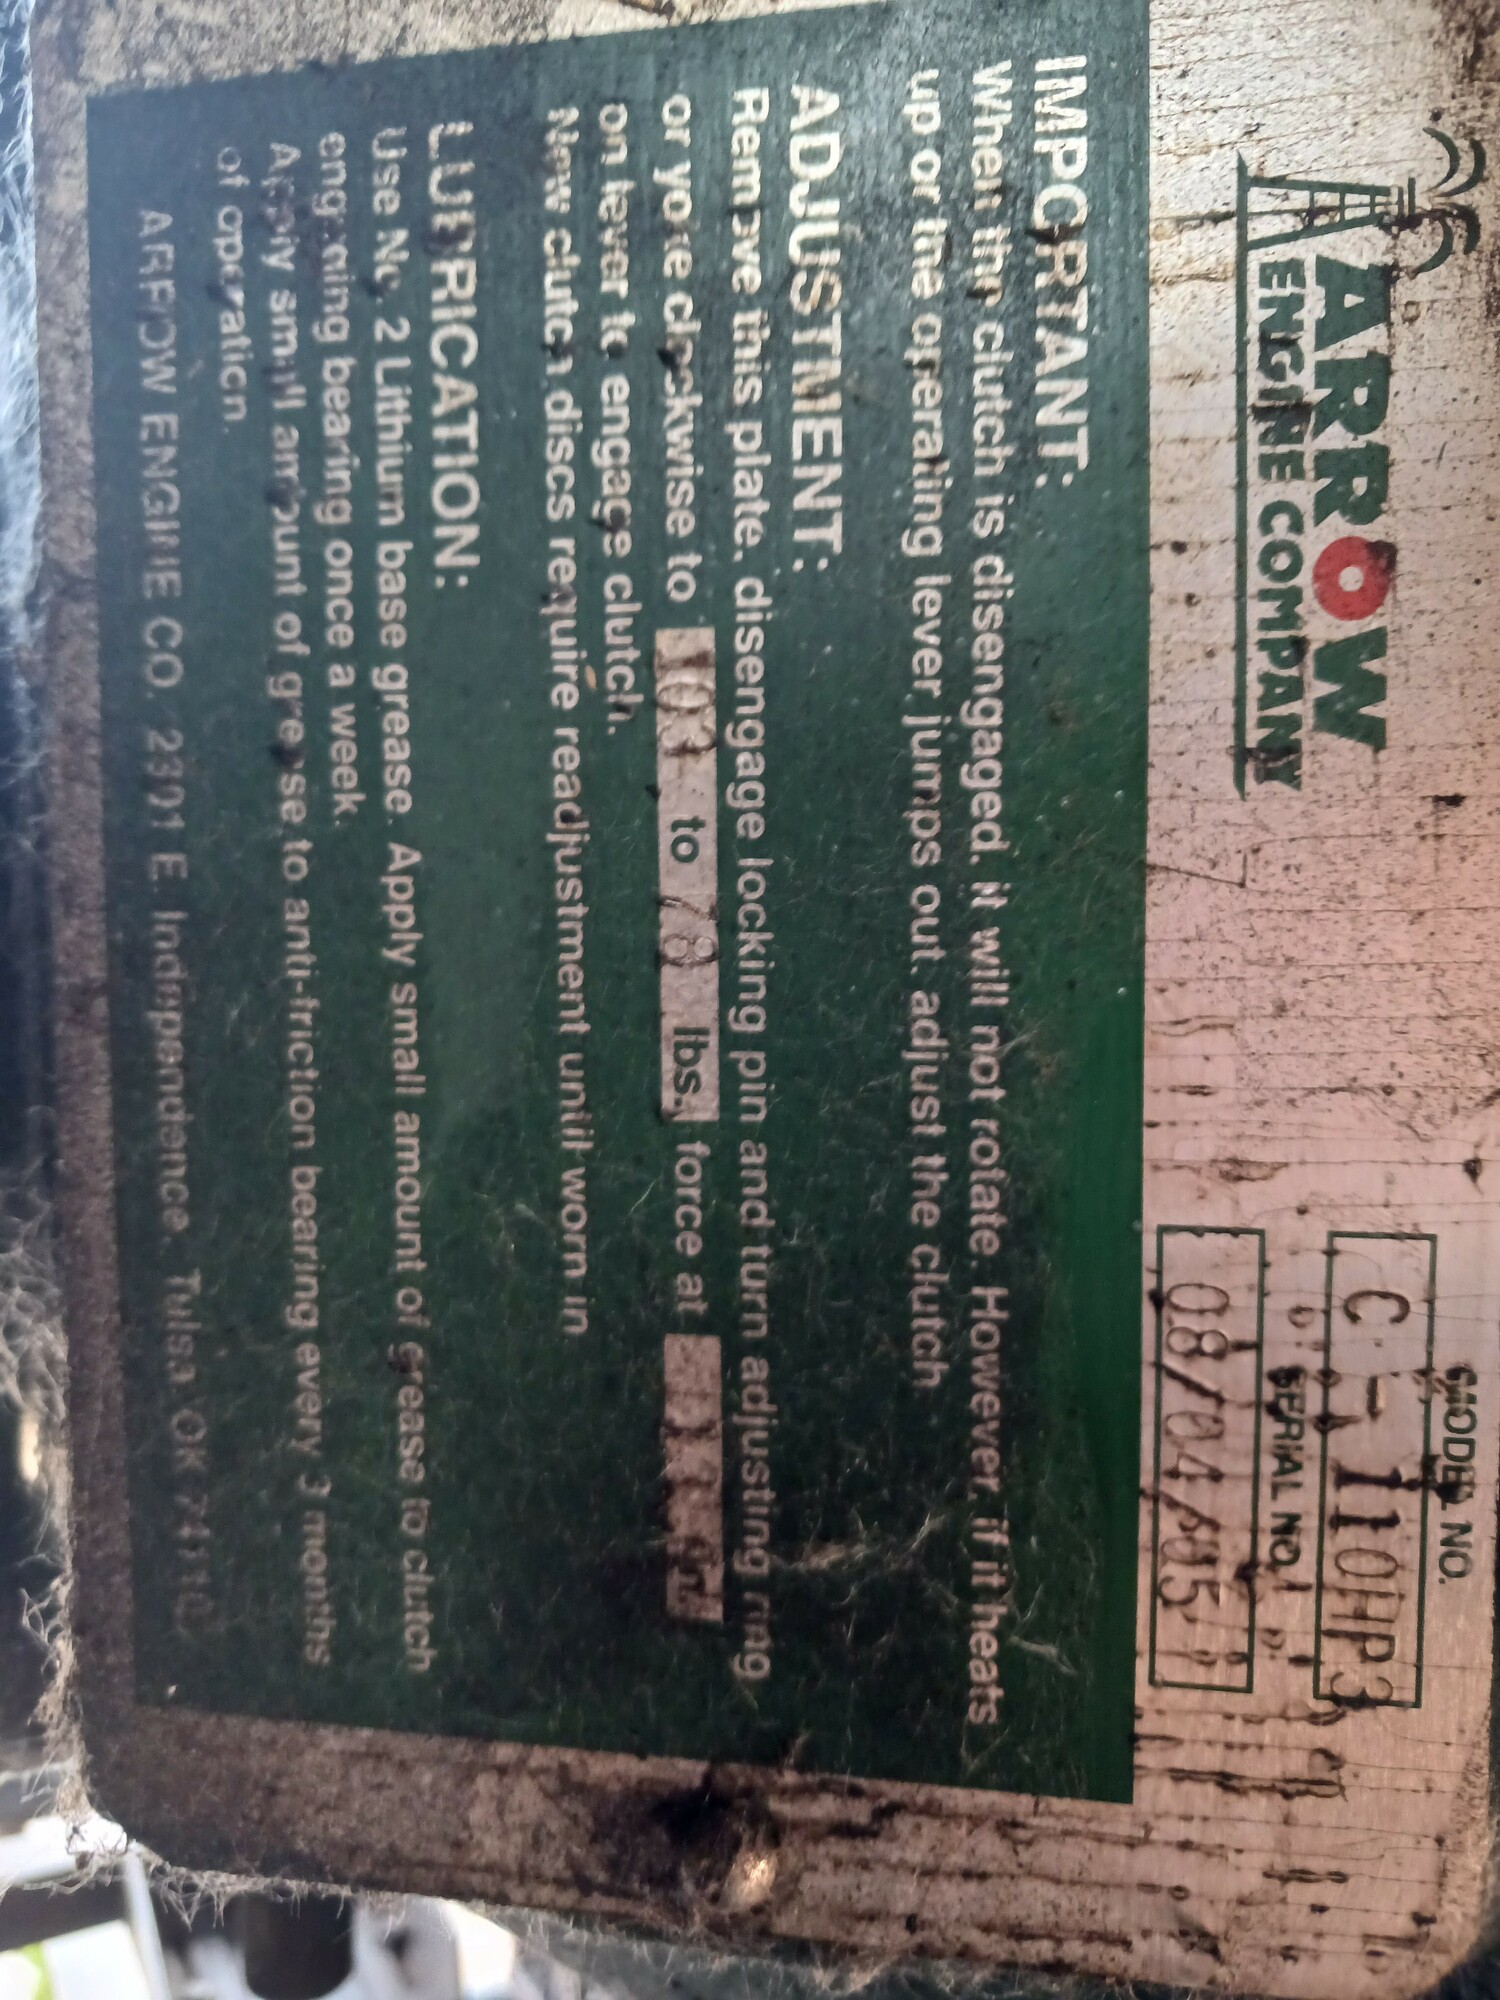 ARROW
ENGINE COMPANY
MODEL NO.
C-110HP3
SERIAL NO.
08/04/05
IMPORTANT:
When the clutch is disengaged, it will not rotate. However, if it heats
up or the operating lever jumps out, adjust the clutch
ADJUSTMENT:
Remove this plate, disengage locking pin and turn adjusting ring
or yoke clockwise to to 78 lbs. force at
on lever to engage clutch.
New clutch discs require readjustment until worn in
LUBRICATION:
Use No. 2 Lithium base grease. Apply small amount of grease to clutch
engaging bearing once a week.
Apply small amount of grease to anti-friction bearing every 3 months
of operation.
ARROW ENGINE CO. 2301 E. Independence, Tulsa OK 74110